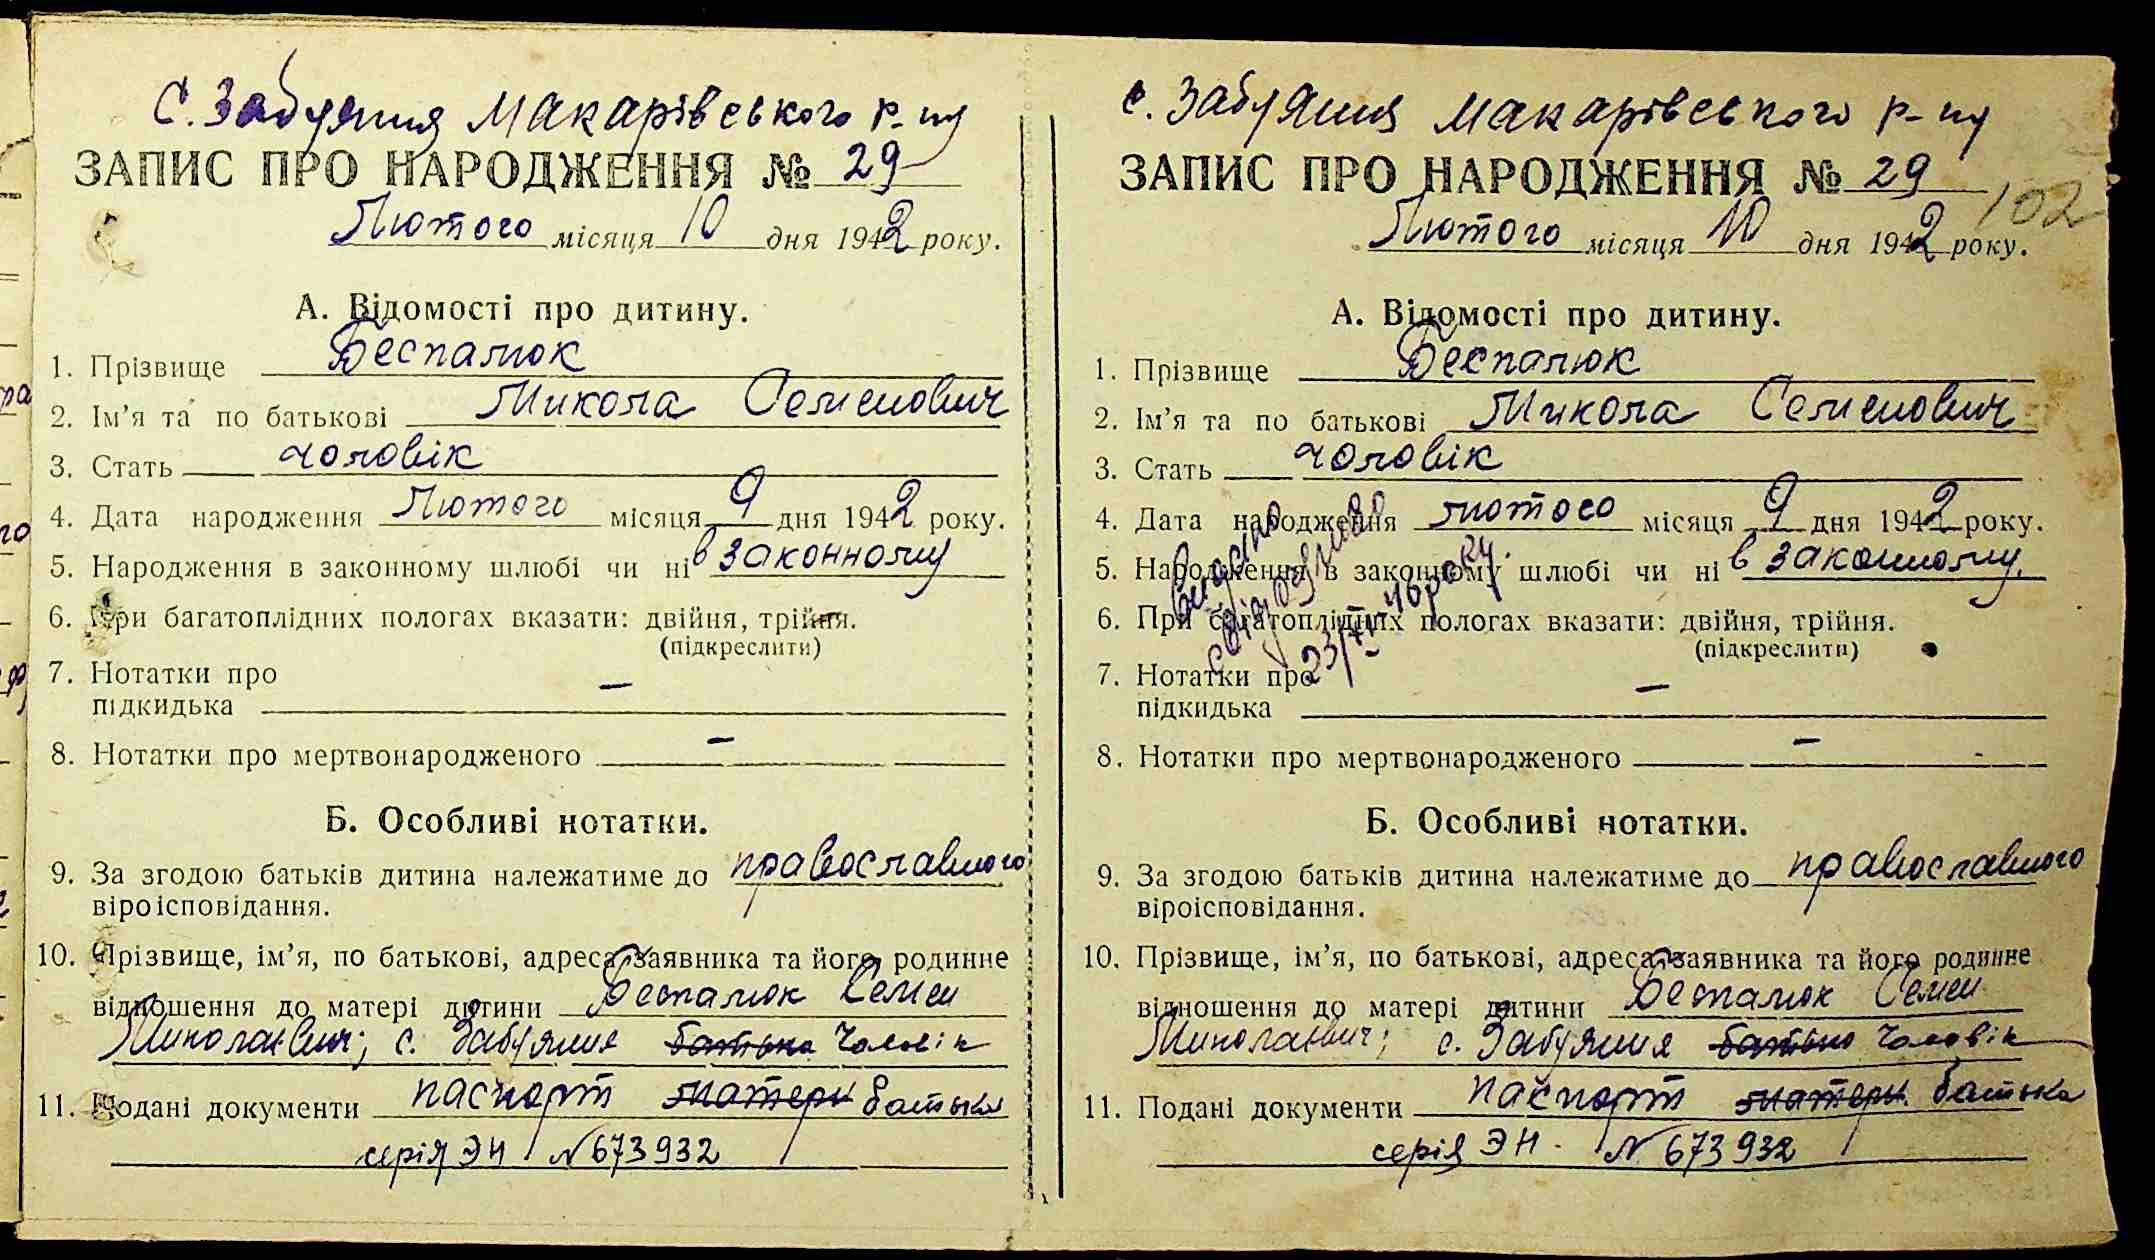 с. Забуяння Макарівського р-ну
ЗАПИС ПРО НАРОДЖЕННЯ № 29
Лютого місяця 10 дня 1942 року.
А. Відомості про дитину.
1. Прізвище Беспалюк
2. Ім'я та по батькові Микола Семенович
3. Стать чоловік
4. Дата народження Лютого місяця 9 дня 1942 року.
5. Народження в законному шлюбі чи ні в законному
6. При багатоплідних пологах вказати: двійня, трійня.
(підкреслити)
7. Нотатки про
підкидька –
8. Нотатки про мертвонародженого –
Б. Особливі нотатки.
9. За згодою батьків дитина належатиме до православного
віроісповідання.
10. Прізвище, ім'я, по батькові, адреса заявника та його родинне
відношення до матері дитини Беспалюк Семен
Миколаєвич; с. Забуяння батько Чоловік
11. Подані документи паспорт матери батька
серія ЭН № 673932
с. Забуяння Макарівського р-ну
ЗАПИС ПРО НАРОДЖЕННЯ № 29
102
Лютого місяця 10 дня 1942 року.
А. Відомості про дитину.
1. Прізвище Беспалюк
2. Ім'я та по батькові Микола Семенович
3. Стать чоловік
4. Дата народження лютого місяця 9 дня 1942 року.
5. Народження в законному шлюбі чи ні в законному.
6. При багатоплідних пологах вказати: двійня, трійня.
(підкреслити)
7. Нотатки про
підкидька –
8. Нотатки про мертвонародженого –
Б. Особливі нотатки.
9. За згодою батьків дитина належатиме до православного
віроісповідання.
10. Прізвище, ім'я, по батькові, адреса заявника та його родинне
відношення до матері дитини Беспалюк Семен
Миколаєвич; с. Забуяння батько Чоловік
11. Подані документи паспорт матери. батька
серія ЭН. № 673932